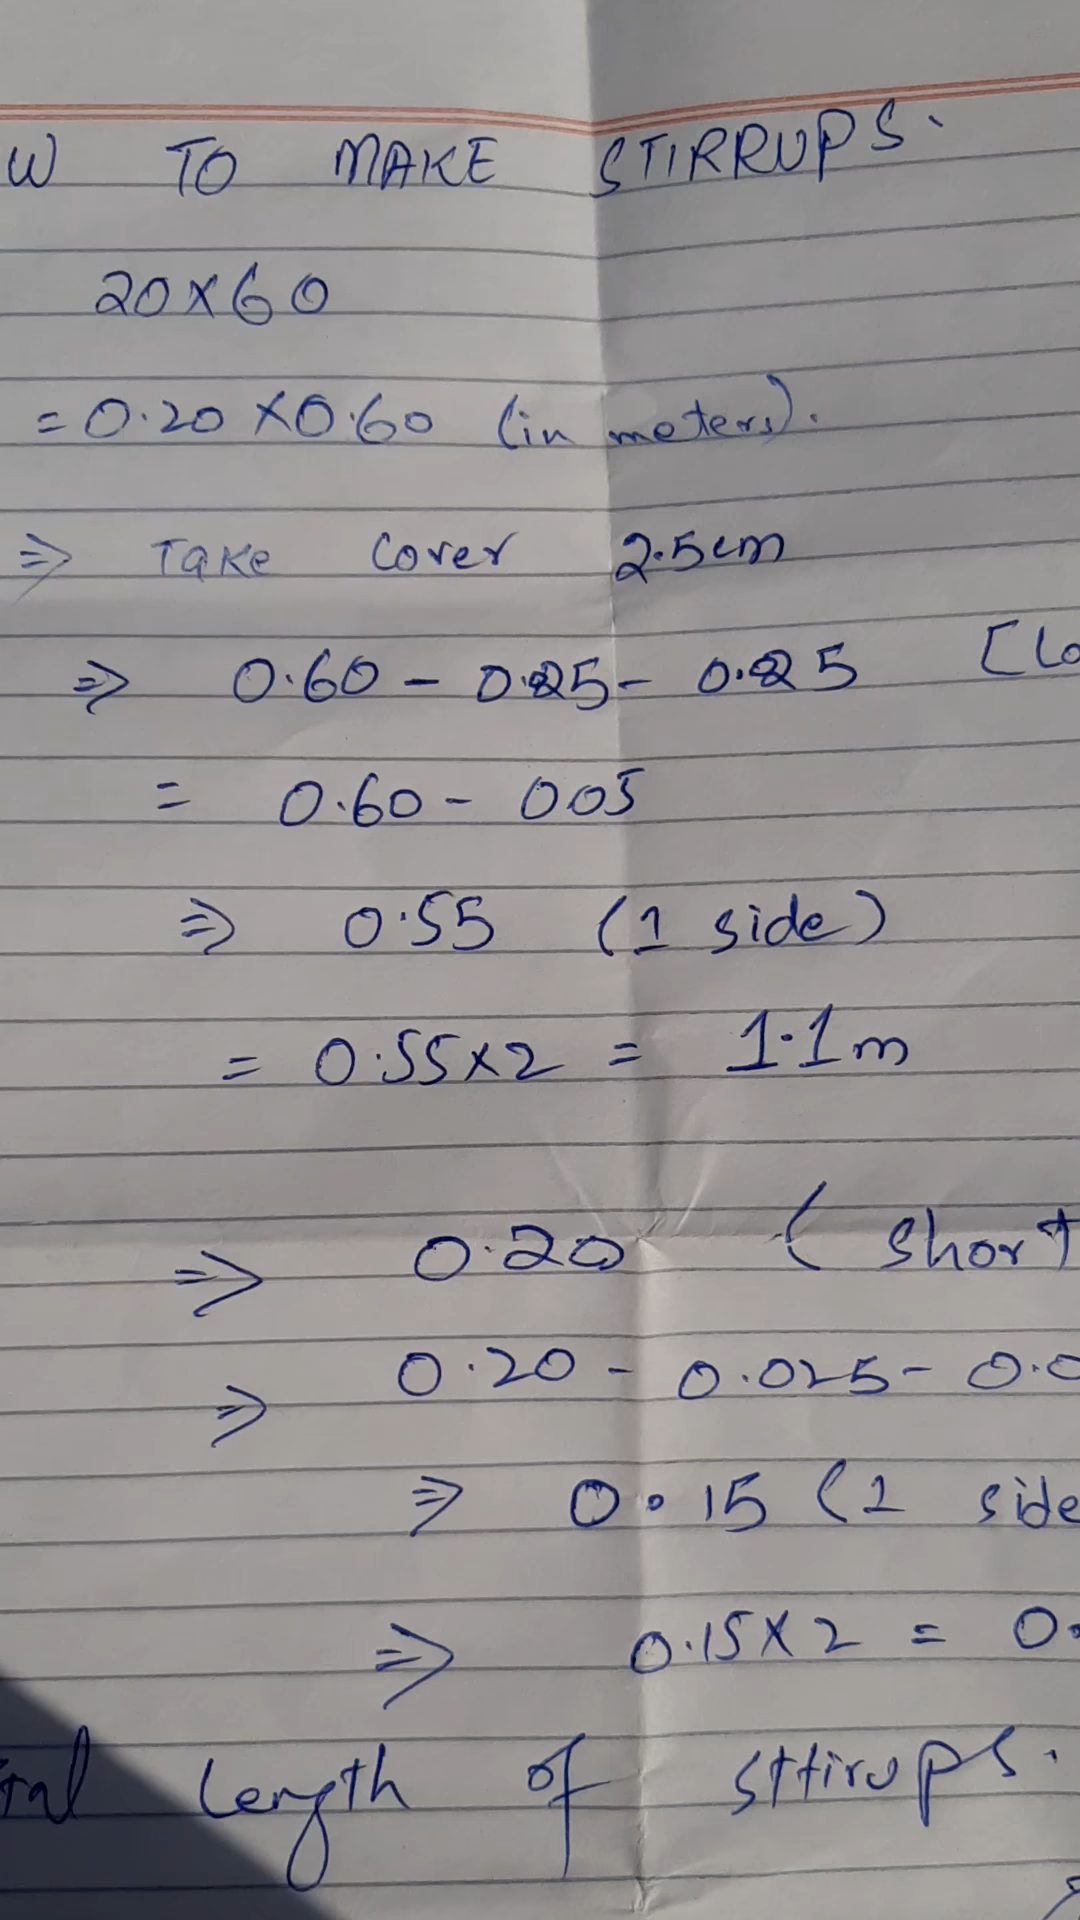 W TO MAKE STIRRUPS.
20×60
=0.20×0.60 (in meters).
⇒ Take Cover 2.5cm
⇒ 0.60 - 0.25 - 0.25 [Lo
= 0.60 - 005
⇒ 0.55 (1 side)
= 0.55×2 = 1.1m
⇒ 0.20 ( Short
⇒ 0.20 - 0.025 - 0.0
⇒ 0.15 (1 side
⇒ 0.15×2 = 0.
tal length of sttirups.